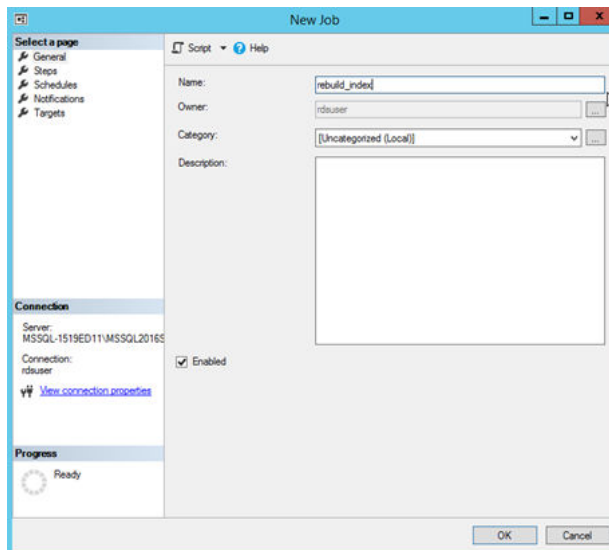 New Job
Select a page
General
Steps
Schedules
Notifications
Targets
Script Help
Name: rebuild_index
Owner: rdsuser ...
Category: [Uncategorized (Local)] ...
Description:
Enabled
Connection
Server:
MSSQL-1519ED11\MSSQL2016S
Connection:
rdsuser
View connection properties
Progress
Ready
OK Cancel